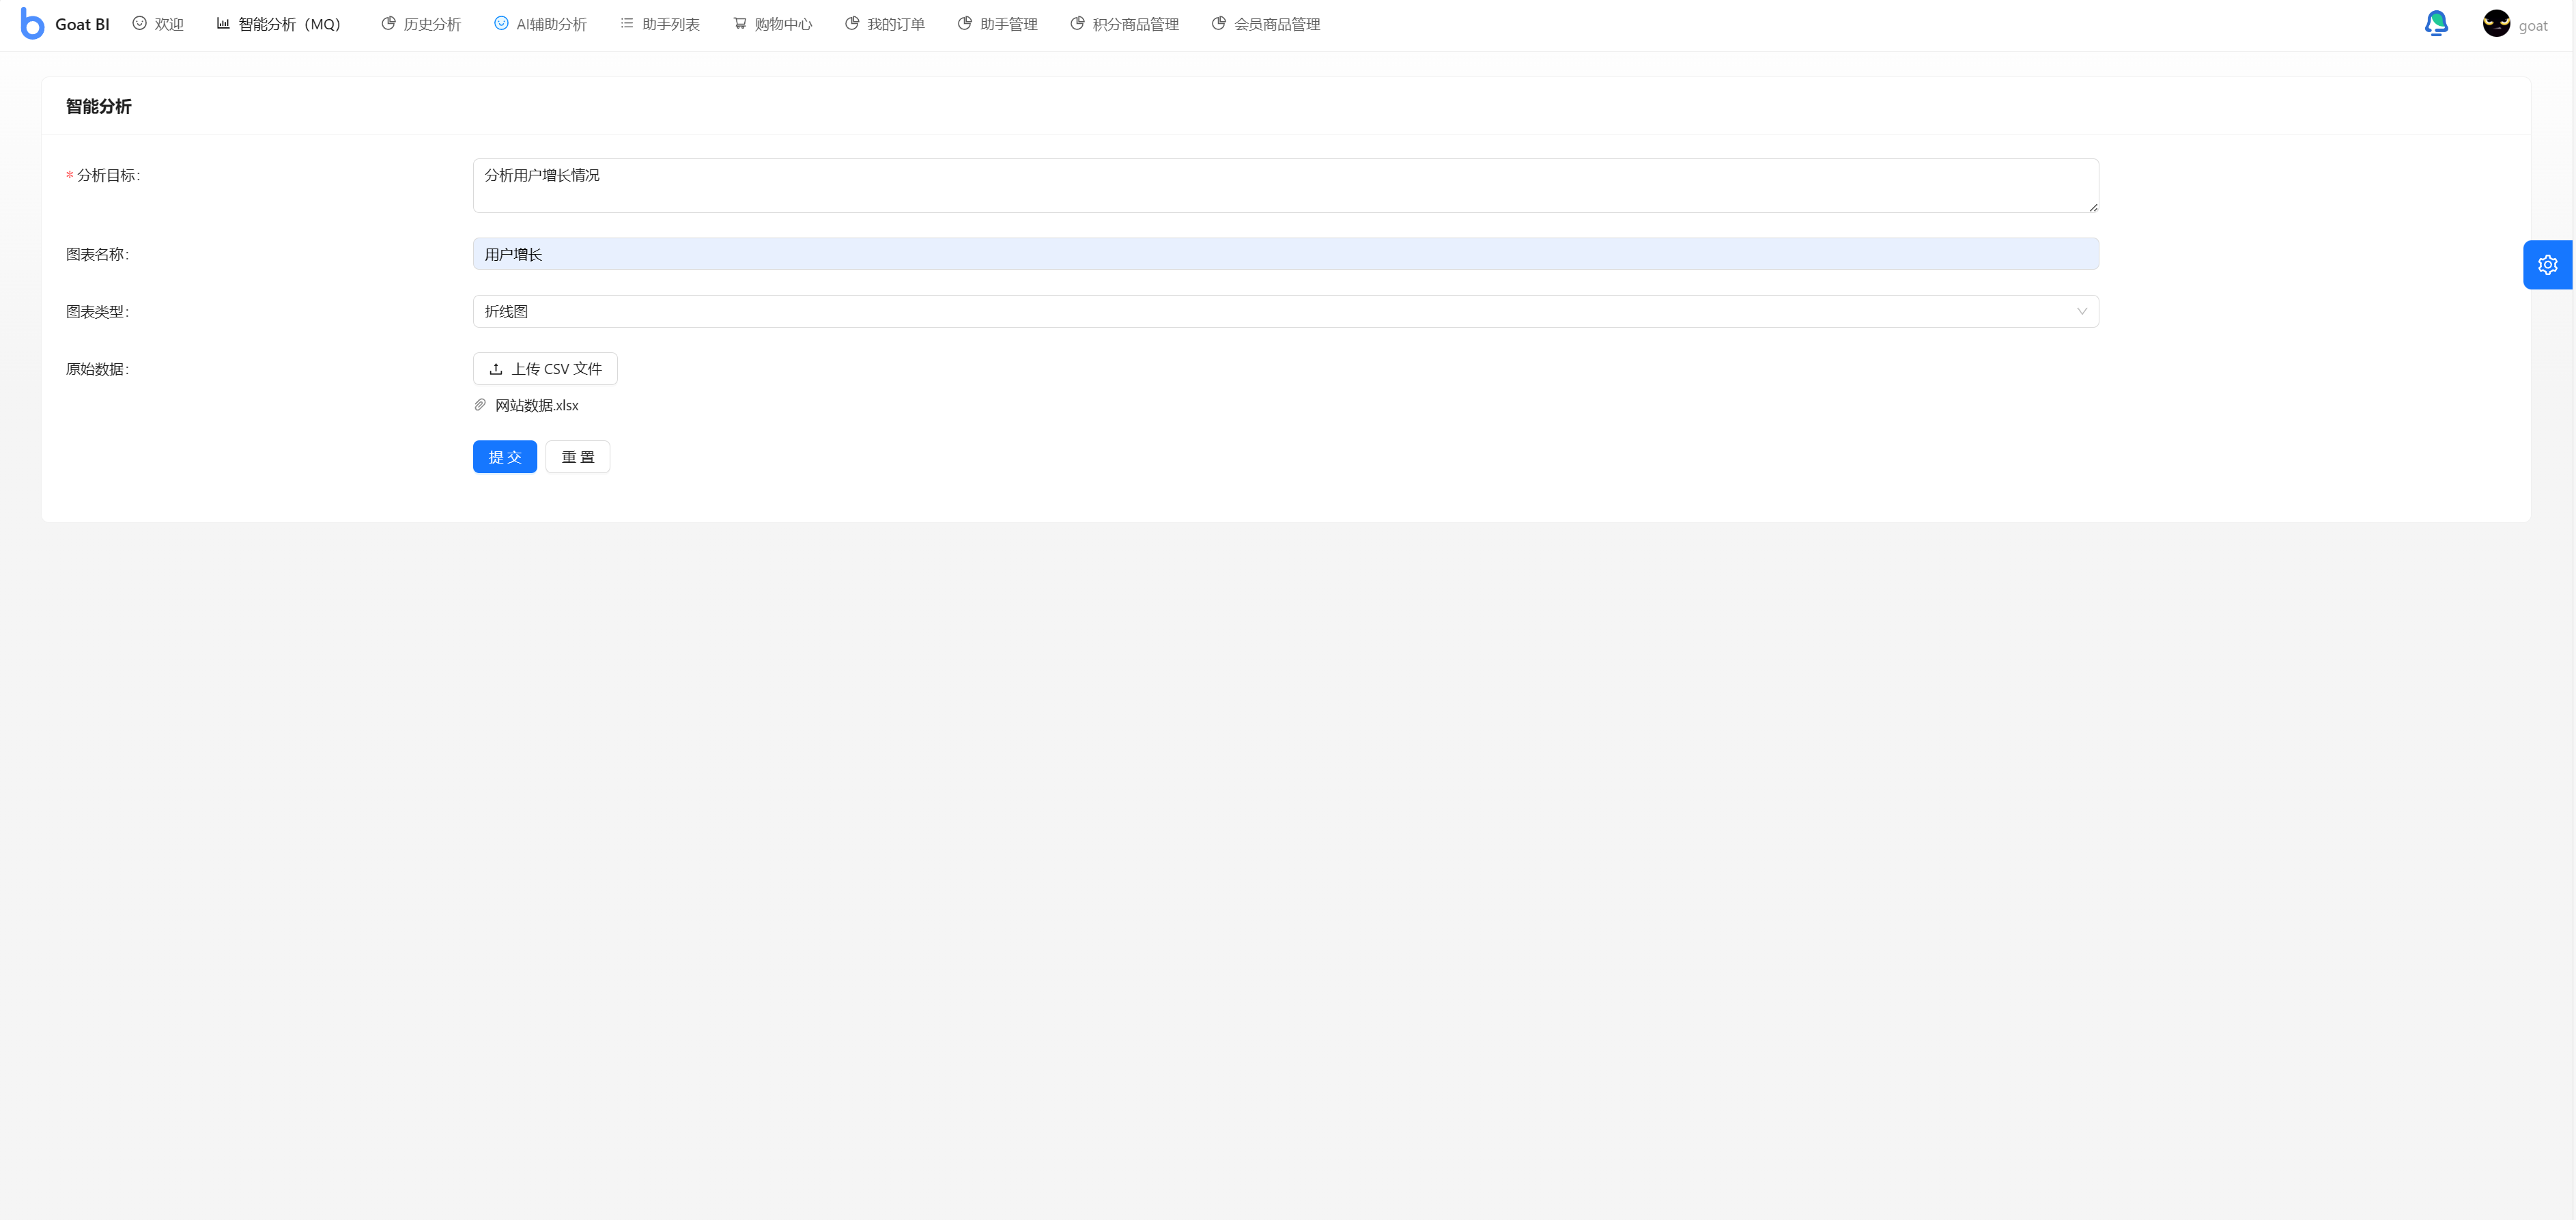 Goat BI 欢迎 智能分析（MQ） 历史分析 AI辅助分析 助手列表 购物中心 我的订单 助手管理 积分商品管理 会员商品管理 goat
智能分析
* 分析目标: 分析用户增长情况
图表名称: 用户增长
图表类型: 折线图
原始数据: 上传 CSV 文件
网站数据.xlsx
提 交 重 置